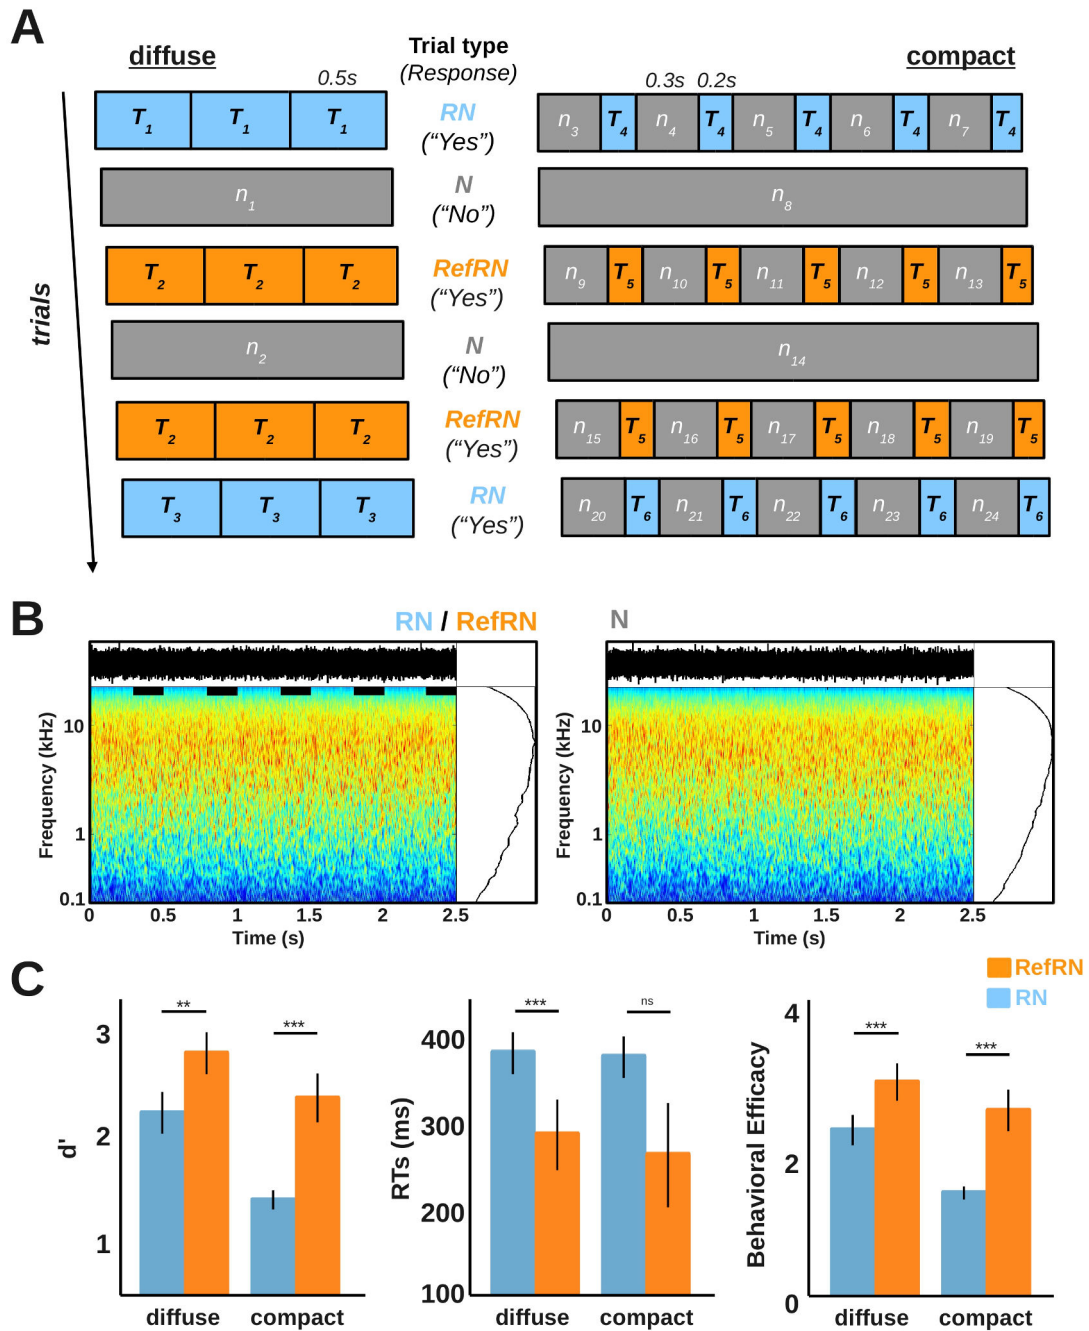 A
diffuse
Trial type
(Response)
compact
0.5s
0.3s 0.2s
trials
T1 T1 T1
RN
("Yes")
n3 T4 n4 T4 n5 T4 n6 T4 n7 T4
n1
N
("No")
n8
T2 T2 T2
RefRN
("Yes")
n9 T5 n10 T5 n11 T5 n12 T5 n13 T5
n2
N
("No")
n14
T2 T2 T2
RefRN
("Yes")
n15 T5 n16 T5 n17 T5 n18 T5 n19 T5
T3 T3 T3
RN
("Yes")
n20 T6 n21 T6 n22 T6 n23 T6 n24 T6
B
RN / RefRN
N
Frequency (kHz)
10
1
0.1
0 0.5 1 1.5 2 2.5
Time (s)
Frequency (kHz)
10
1
0.1
0 0.5 1 1.5 2 2.5
Time (s)
C
RefRN
RN
d'
3
2
1
** ***
diffuse compact
RTs (ms)
400
300
200
100
*** ns
diffuse compact
Behavioral Efficacy
4
2
0
*** ***
diffuse compact